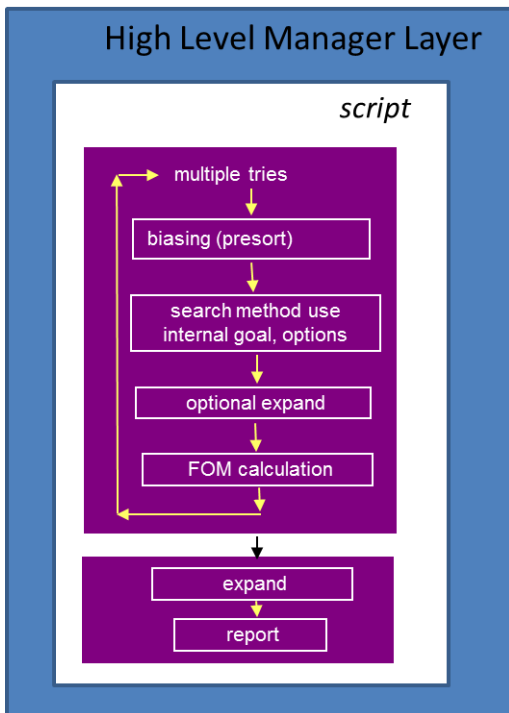 High Level Manager Layer
script
multiple tries
biasing (presort)
search method use
internal goal, options
optional expand
FOM calculation
expand
report